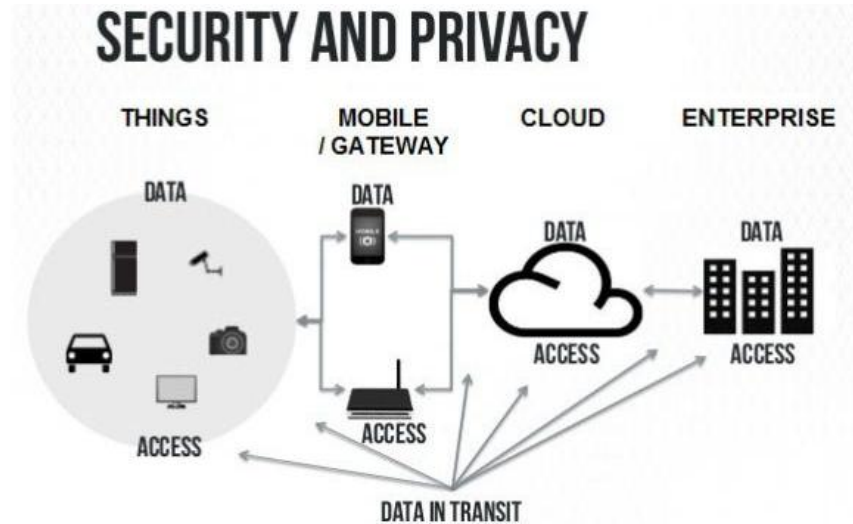 SECURITY AND PRIVACY
THINGS
MOBILE
/ GATEWAY
CLOUD
ENTERPRISE
DATA
ACCESS
DATA
MOBILE
ACCESS
DATA
ACCESS
DATA
ACCESS
DATA IN TRANSIT